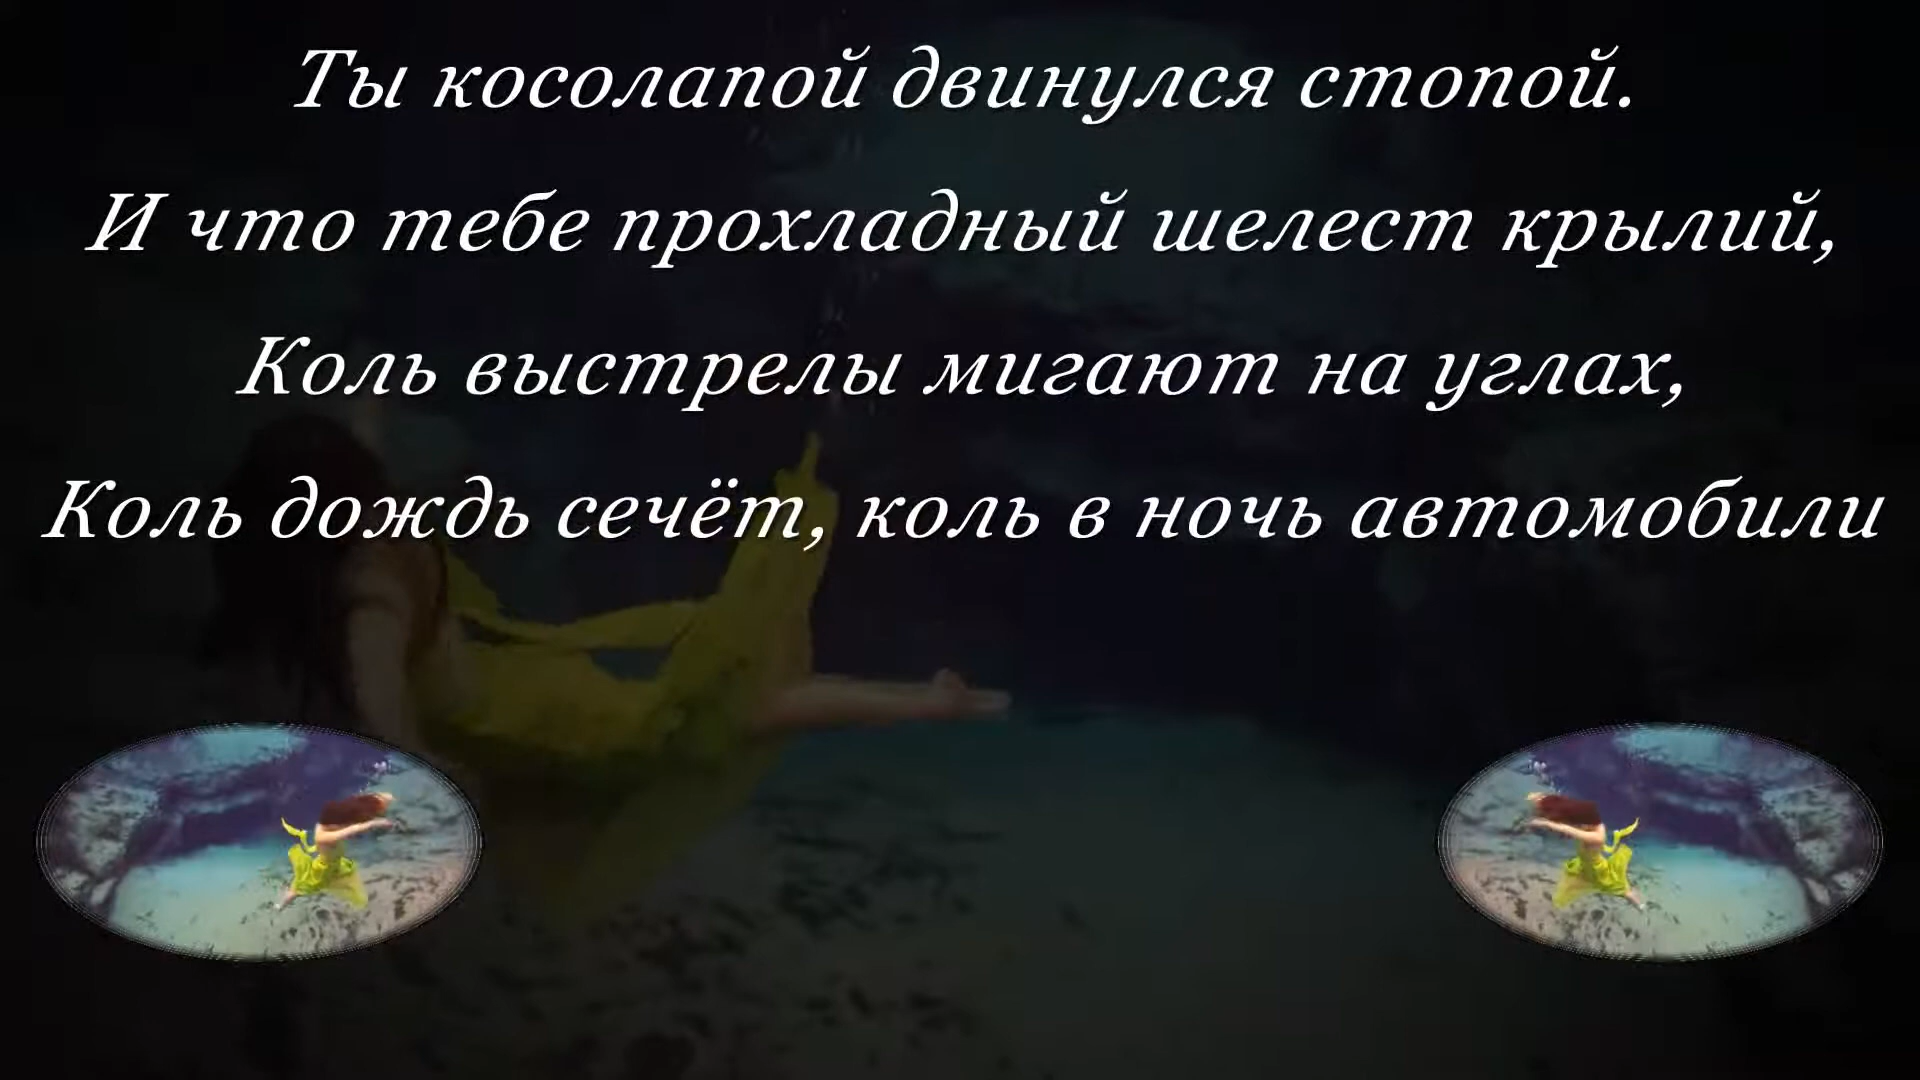 Ты косолапой двинулся стопой.
И что тебе прохладный шелест крылий,
Коль выстрелы мигают на углах,
Коль дождь сечёт, коль в ночь автомобили